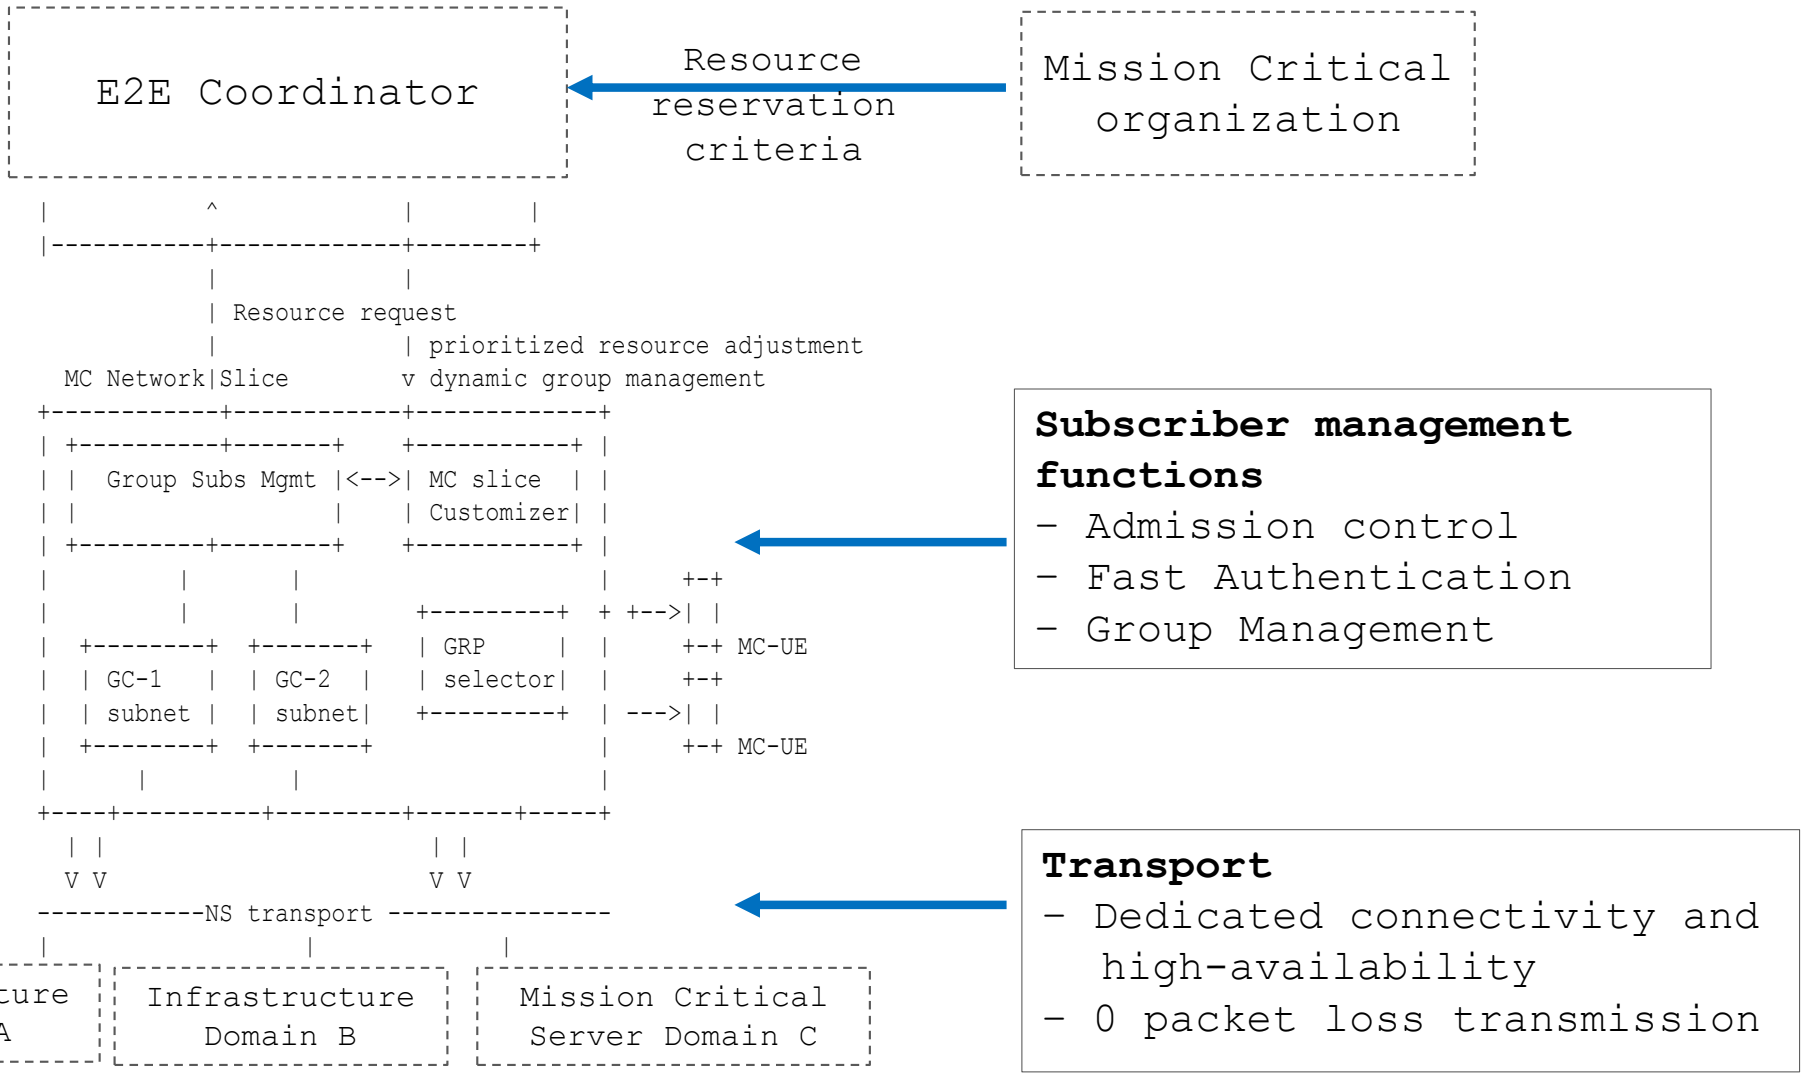 E2E Coordinator
Resource
reservation
criteria
Mission Critical
organization
|           ^             |        |
|-----------+-------------+--------+
|             |
| Resource request
|             | prioritized resource adjustment
MC Network|Slice        v dynamic group management
+------------+------------+-------------+
| +----------+-------+    +-----------+ |
| |  Group Subs Mgmt |<-->| MC slice  | |
| |                  |    | Customizer| |
| +---------+--------+    +-----------+ |
|         |       |                     |     +-+
|         |       |        +---------+  + +-->| |
|  +--------+  +-------+   | GRP     |  |     +-+ MC-UE
|  | GC-1   |  | GC-2  |   | selector|  |     +-+
|  | subnet |  | subnet|   +---------+  | --->| |
|  +--------+  +-------+                |     +-+ MC-UE
|      |          |                     |
+----+----------+---------+-------+-----+
| |                       | |
V V                       V V
------------NS transport ----------------
|                  |             |
Subscriber management
functions
- Admission control
- Fast Authentication
- Group Management
Transport
- Dedicated connectivity and
high-availability
- 0 packet loss transmission
ture
A
Infrastructure
Domain B
Mission Critical
Server Domain C